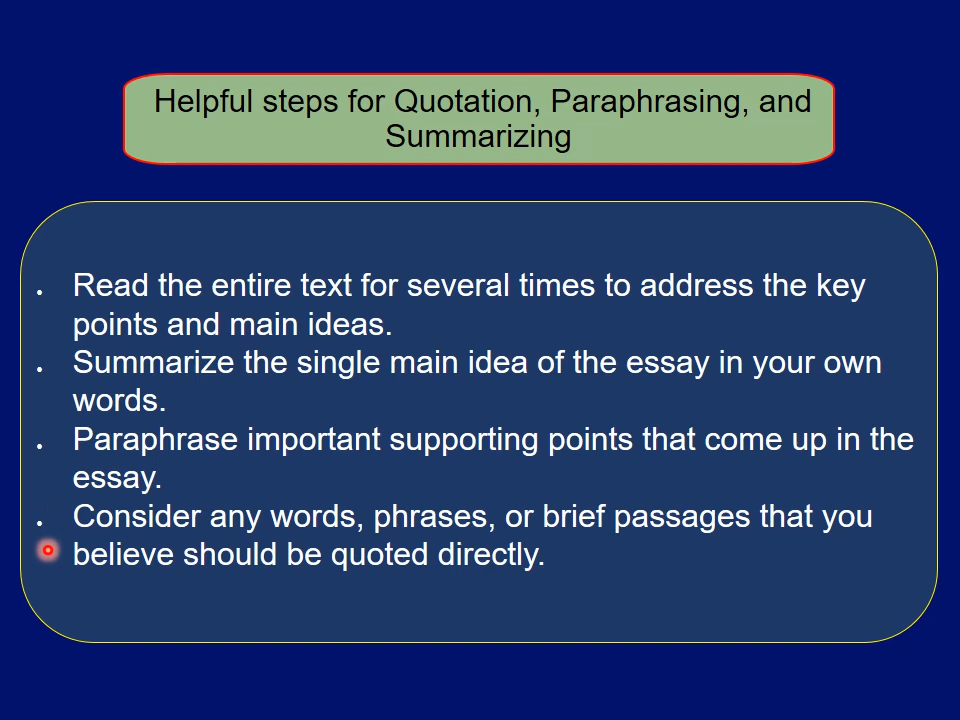 Helpful steps for Quotation, Paraphrasing, and
Summarizing
• Read the entire text for several times to address the key
points and main ideas.
• Summarize the single main idea of the essay in your own
words.
• Paraphrase important supporting points that come up in the
essay.
• Consider any words, phrases, or brief passages that you
believe should be quoted directly.